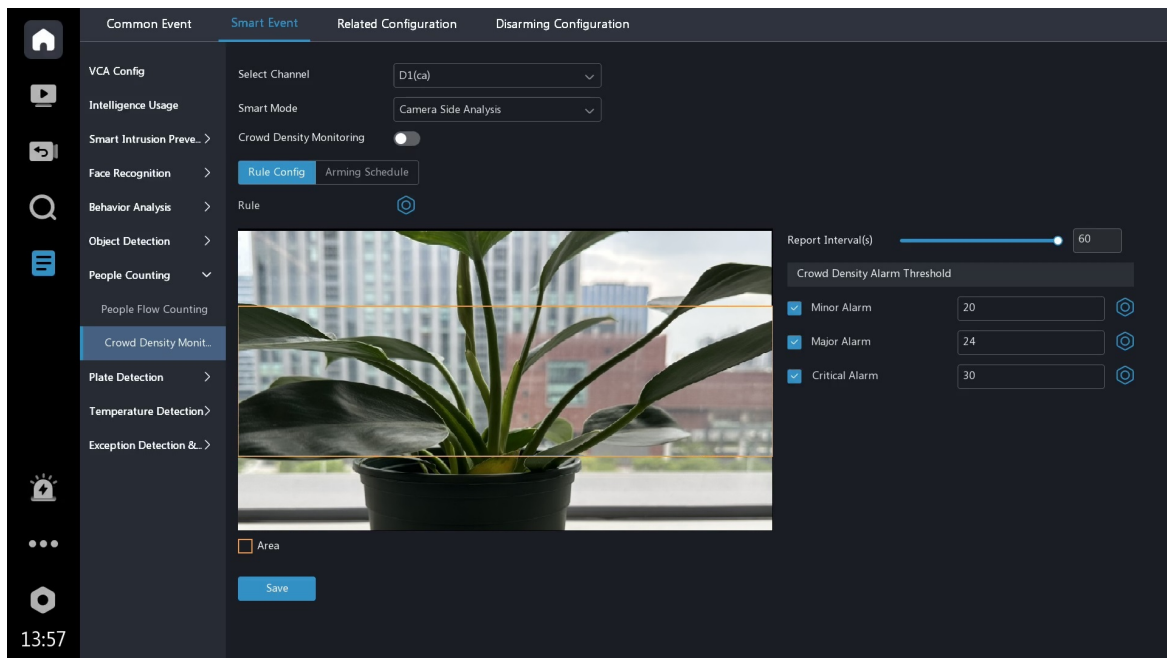 Common Event
Smart Event
Related Configuration
Disarming Configuration
VCA Config
Intelligence Usage
Smart Intrusion Preve...
Face Recognition
Behavior Analysis
Object Detection
People Counting
People Flow Counting
Crowd Density Monit...
Plate Detection
Temperature Detection
Exception Detection &...
13:57
Select Channel
D1(ca)
Smart Mode
Camera Side Analysis
Crowd Density Monitoring
Rule Config
Arming Schedule
Rule
Area
Save
Report Interval(s)
60
Crowd Density Alarm Threshold
Minor Alarm
20
Major Alarm
24
Critical Alarm
30